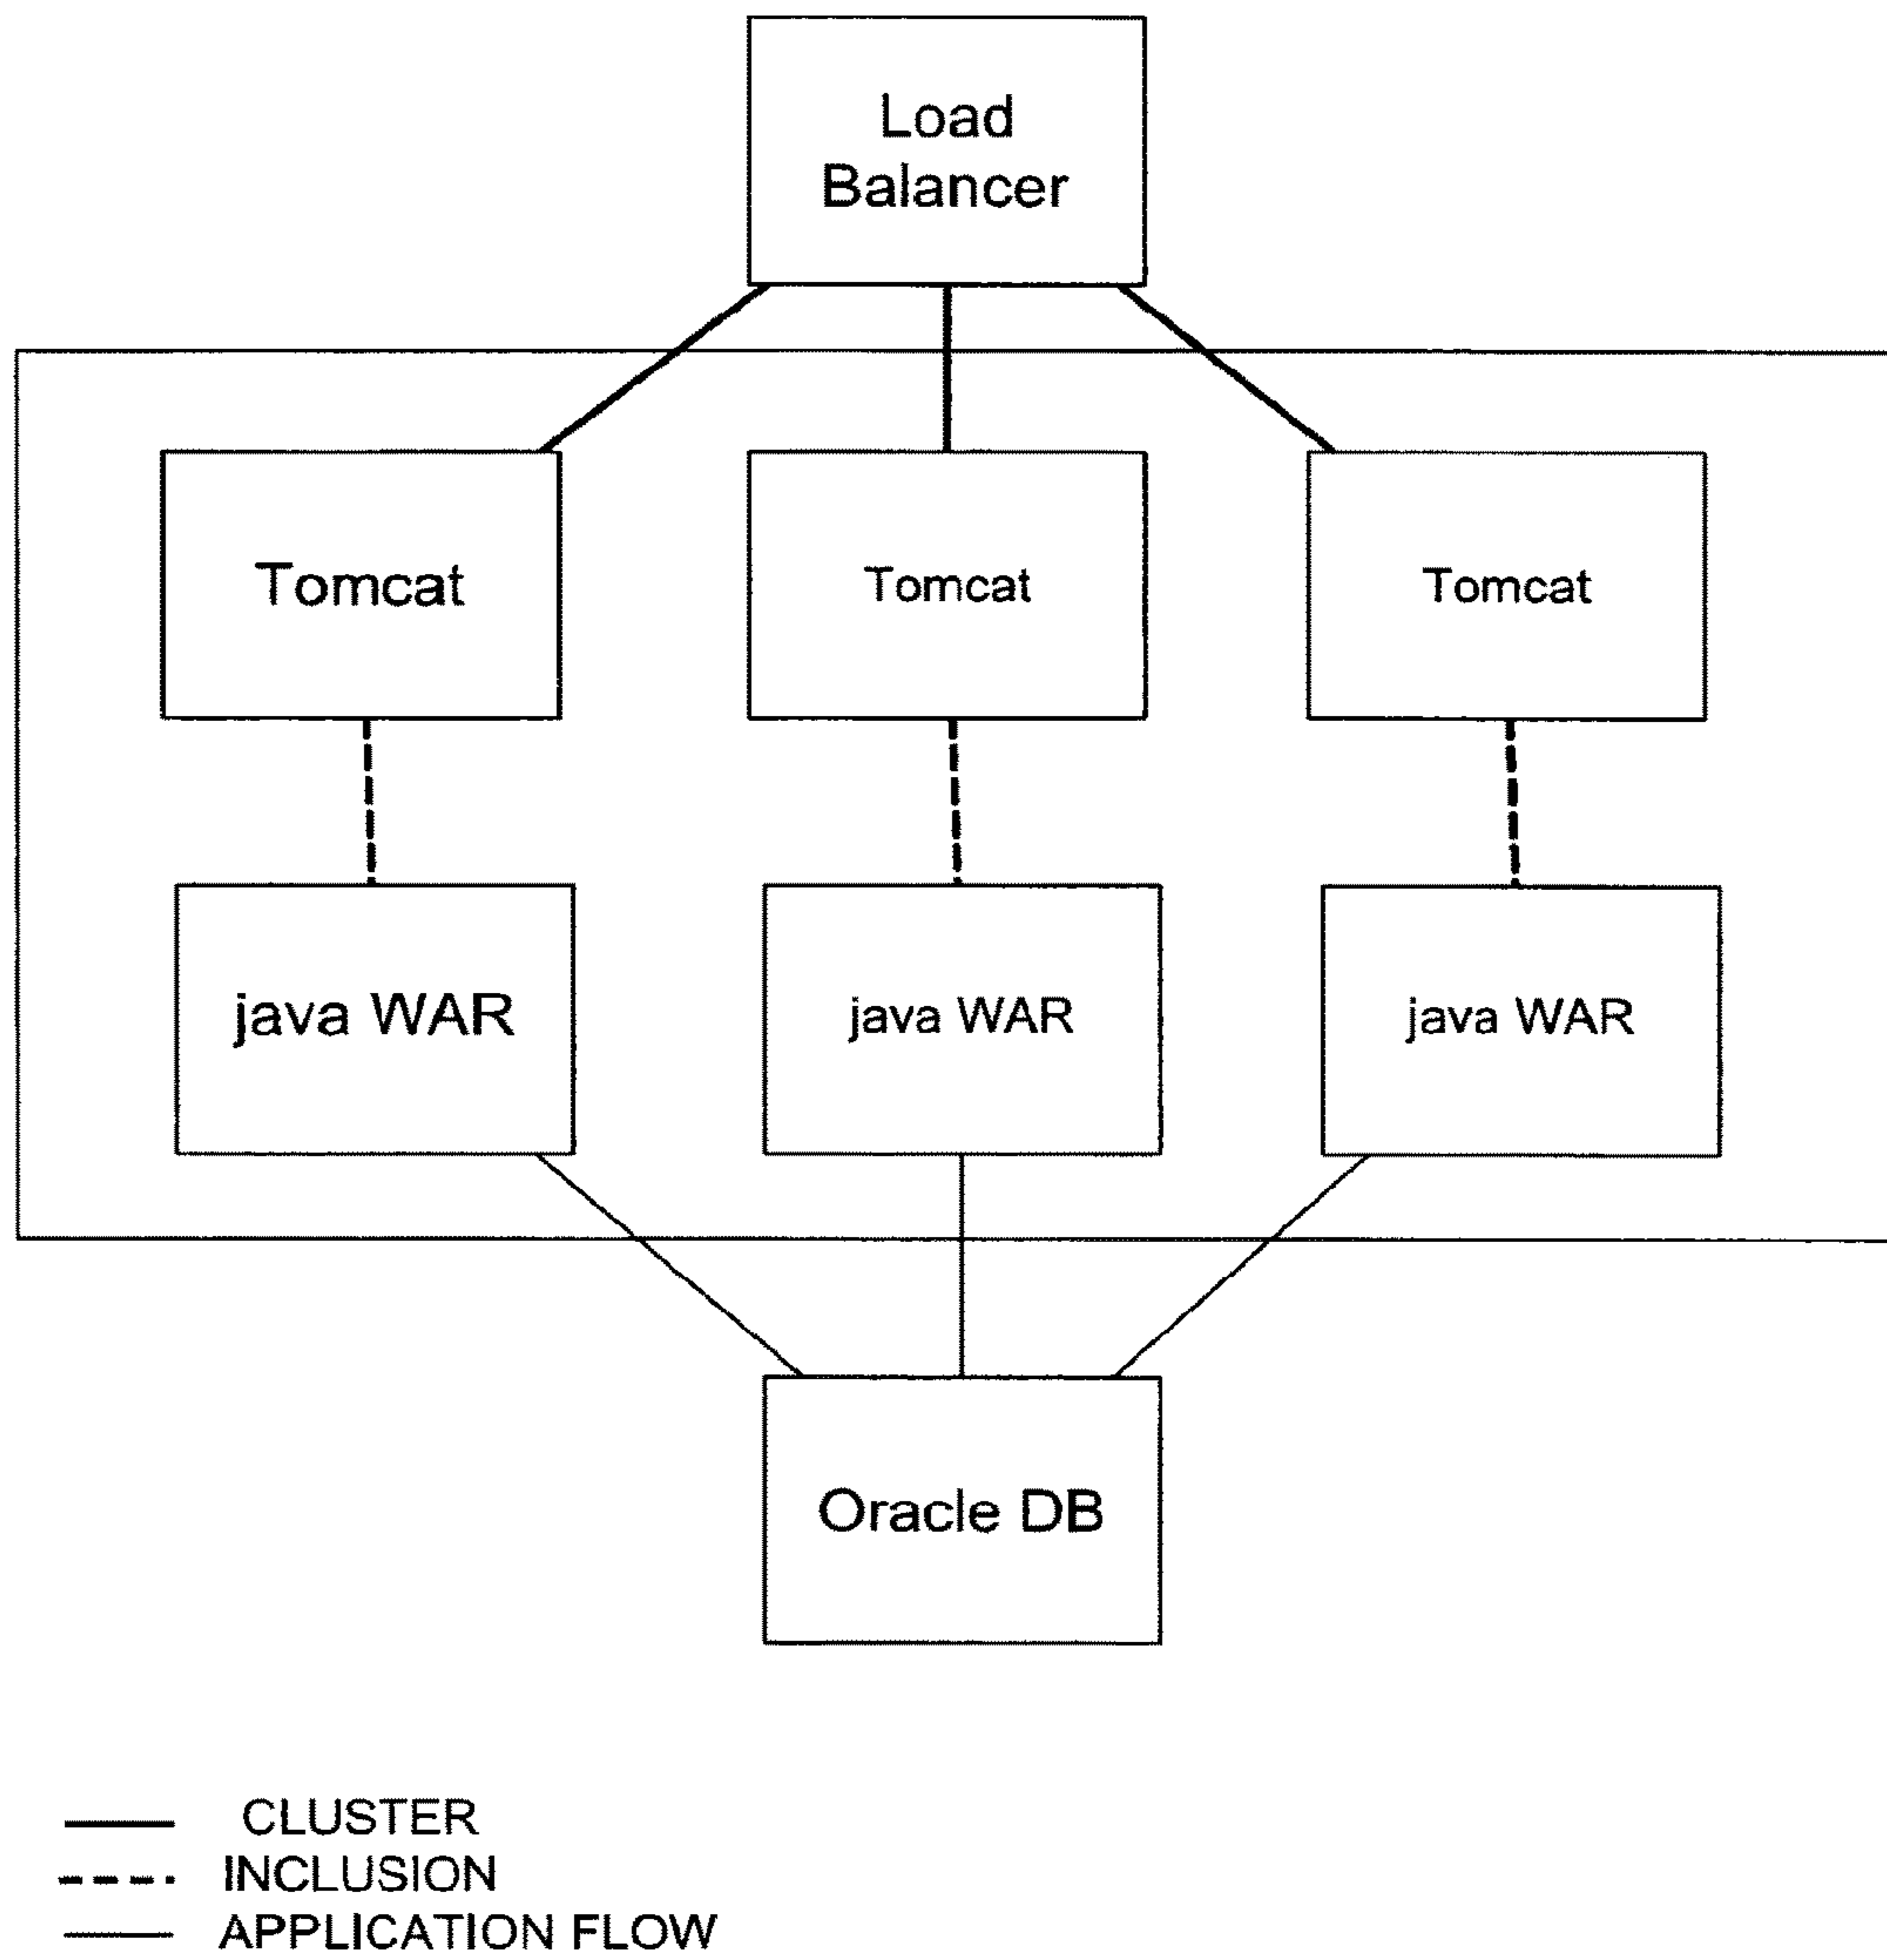 Load
Balancer
Tomcat
Tomcat
Tomcat
java WAR
java WAR
java WAR
Oracle DB
CLUSTER
INCLUSION
APPLICATION FLOW